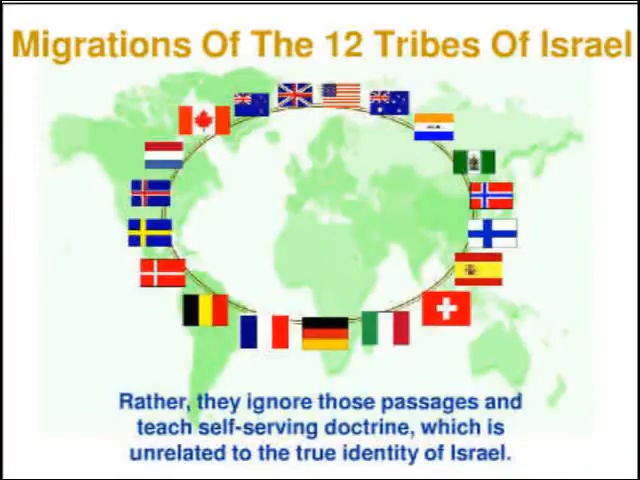 Migrations Of The 12 Tribes Of Israel
Rather, they ignore those passages and
teach self-serving doctrine, which is
unrelated to the true identity of Israel.